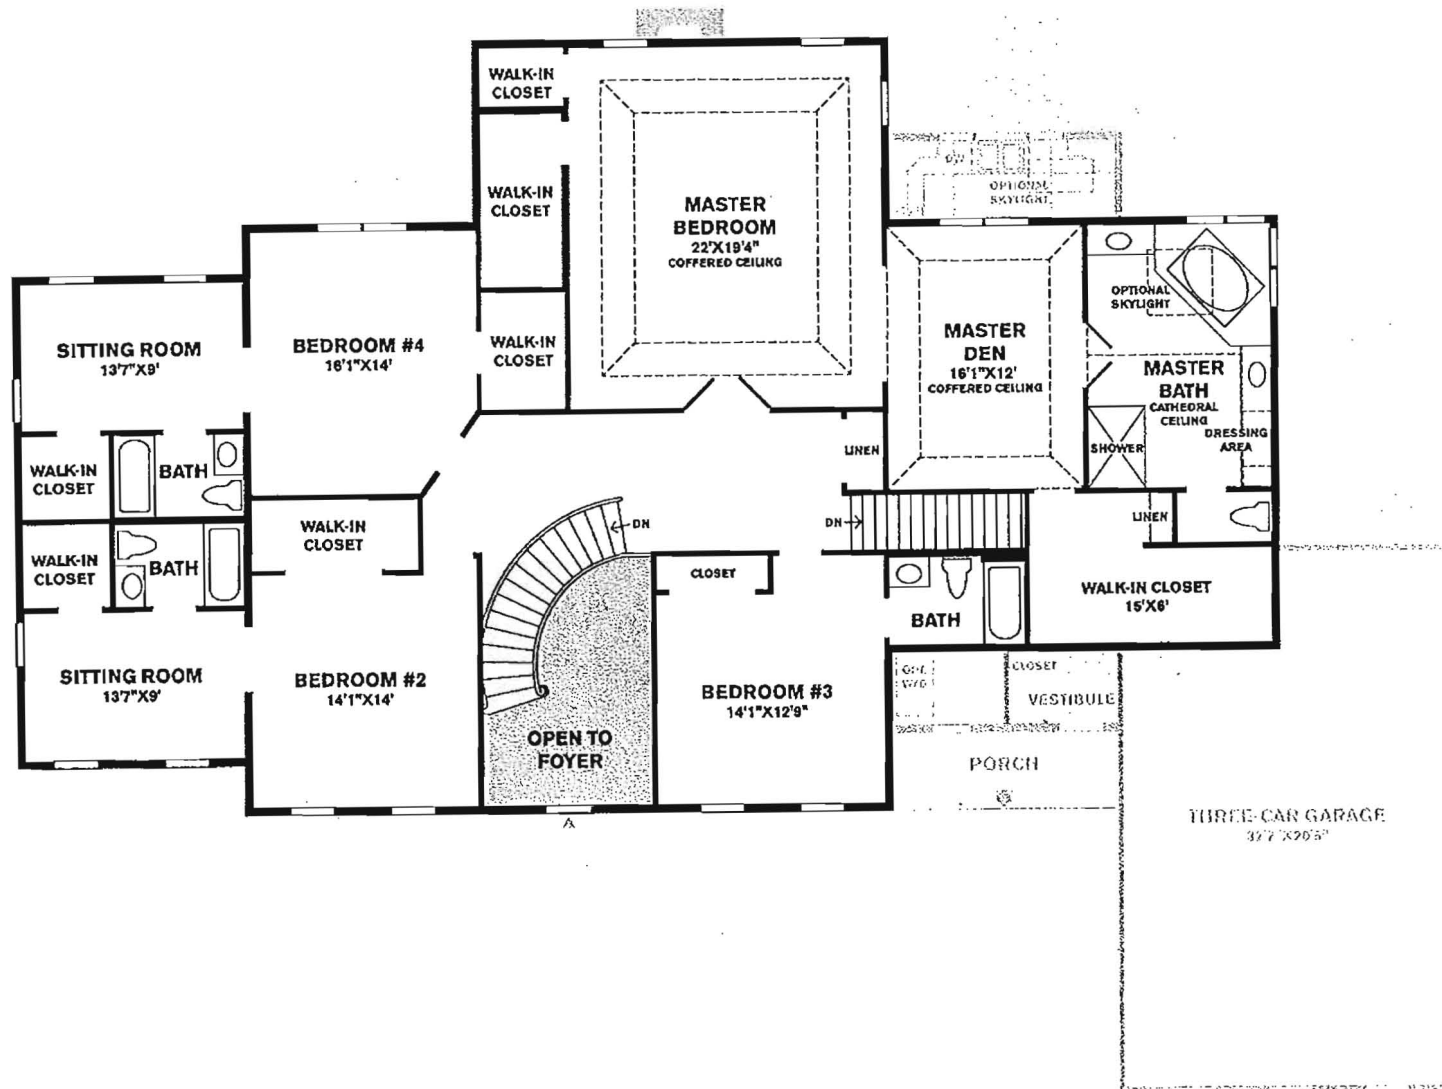 WALK-IN
CLOSET
WALK-IN
CLOSET
MASTER
BEDROOM
22'X19'4"
COFFERED CEILING
DW
OPTIONAL
SKYLIGHT
SITTING ROOM
13'7"X9'
BEDROOM #4
16'1"X14'
WALK-IN
CLOSET
MASTER
DEN
16'1"X12'
COFFERED CEILING
OPTIONAL
SKYLIGHT
MASTER
BATH
CATHEDRAL
CEILING
DRESSING
AREA
SHOWER
LINEN
WALK-IN
CLOSET
BATH
WALK-IN
CLOSET
DN
DN
LINEN
WALK-IN
CLOSET
BATH
CLOSET
BATH
WALK-IN CLOSET
15'X6'
SITTING ROOM
13'7"X9'
BEDROOM #2
14'1"X14'
OPEN TO
FOYER
BEDROOM #3
14'1"X12'9"
OPT.
W/D
CLOSET
VESTIBULE
PORCH
THREE-CAR GARAGE